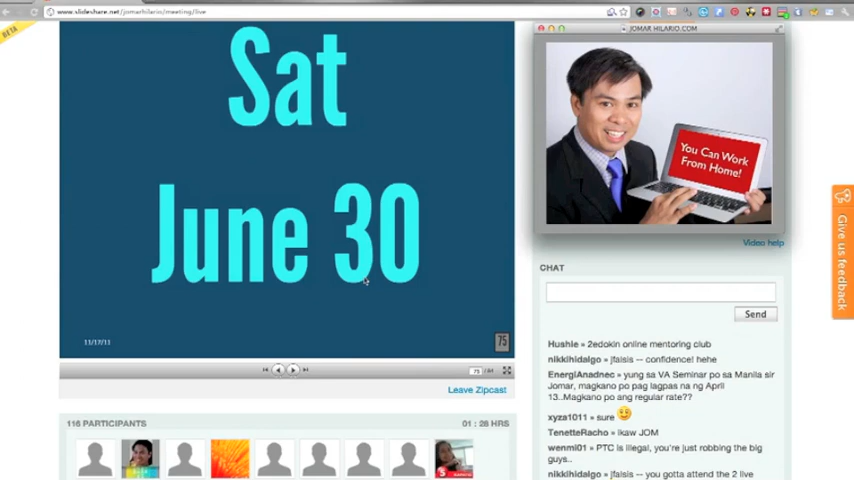 www.slideshare.net/jomarhilario/meeting/live
BETA
Sat
June 30
11/17/11
75
75 / 84
Leave Zipcast
116 PARTICIPANTS
01 : 28 HRS
JOMAR HILARIO.COM
You Can Work
From Home!
Video help
CHAT
Send
Hushie » 2edokin online mentoring club
nikkihidalgo » jfalsis -- confidence! hehe
EnergiAnadnec » yung sa VA Seminar po sa Manila sir
Jomar, magkano po pag lagpas na ng April
13..Magkano po ang regular rate??
xyza1011 » sure
TenetteRacho » Ikaw JOM
wenmi01 » PTC is illegal, you're just robbing the big
guys..
nikkihidalgo » jfalsis -- you gotta attend the 2 live
Give us feedback